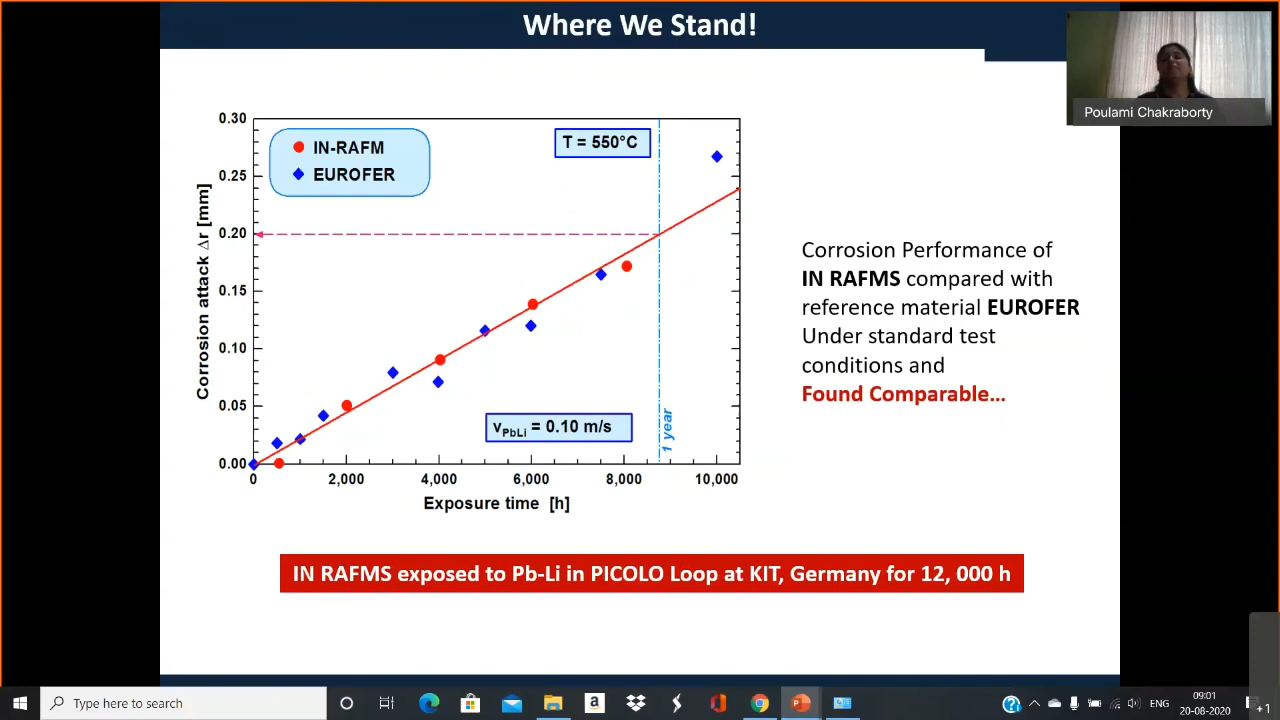 Where We Stand!
Poulami Chakraborty
0.30
0.25
0.20
0.15
0.10
0.05
0.00
Corrosion attack Δr [mm]
IN-RAFM
EUROFER
T = 550°C
vPbLi = 0.10 m/s
1 year
0
2,000
4,000
6,000
8,000
10,000
Exposure time [h]
Corrosion Performance of
IN RAFMS compared with
reference material EUROFER
Under standard test
conditions and
Found Comparable...
IN RAFMS exposed to Pb-Li in PICOLO Loop at KIT, Germany for 12, 000 h
Type here to search
a
ENG
09:01
20-08-2020
+1